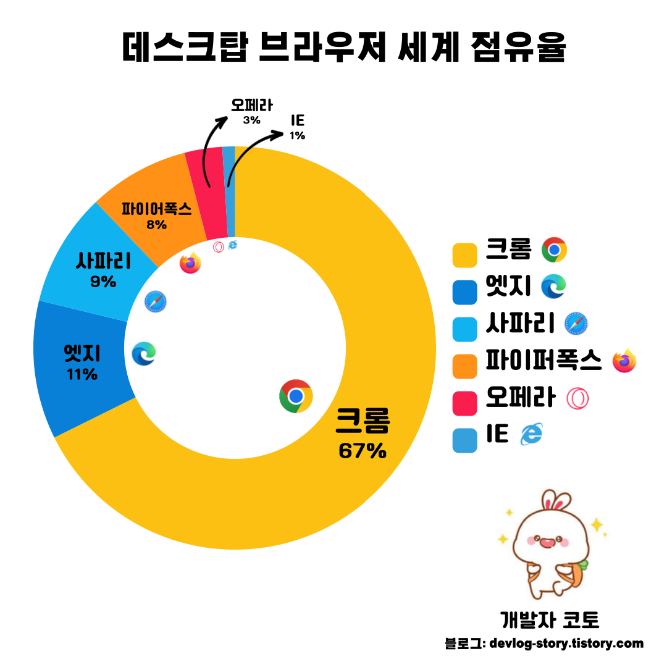 데스크탑 브라우저 세계 점유율
오페라
3%
IE
1%
파이어폭스
8%
사파리
9%
엣지
11%
크롬
67%
크롬
엣지
사파리
파이퍼폭스
오페라
IE
개발자 코토
블로그: devlog-story.tistory.com